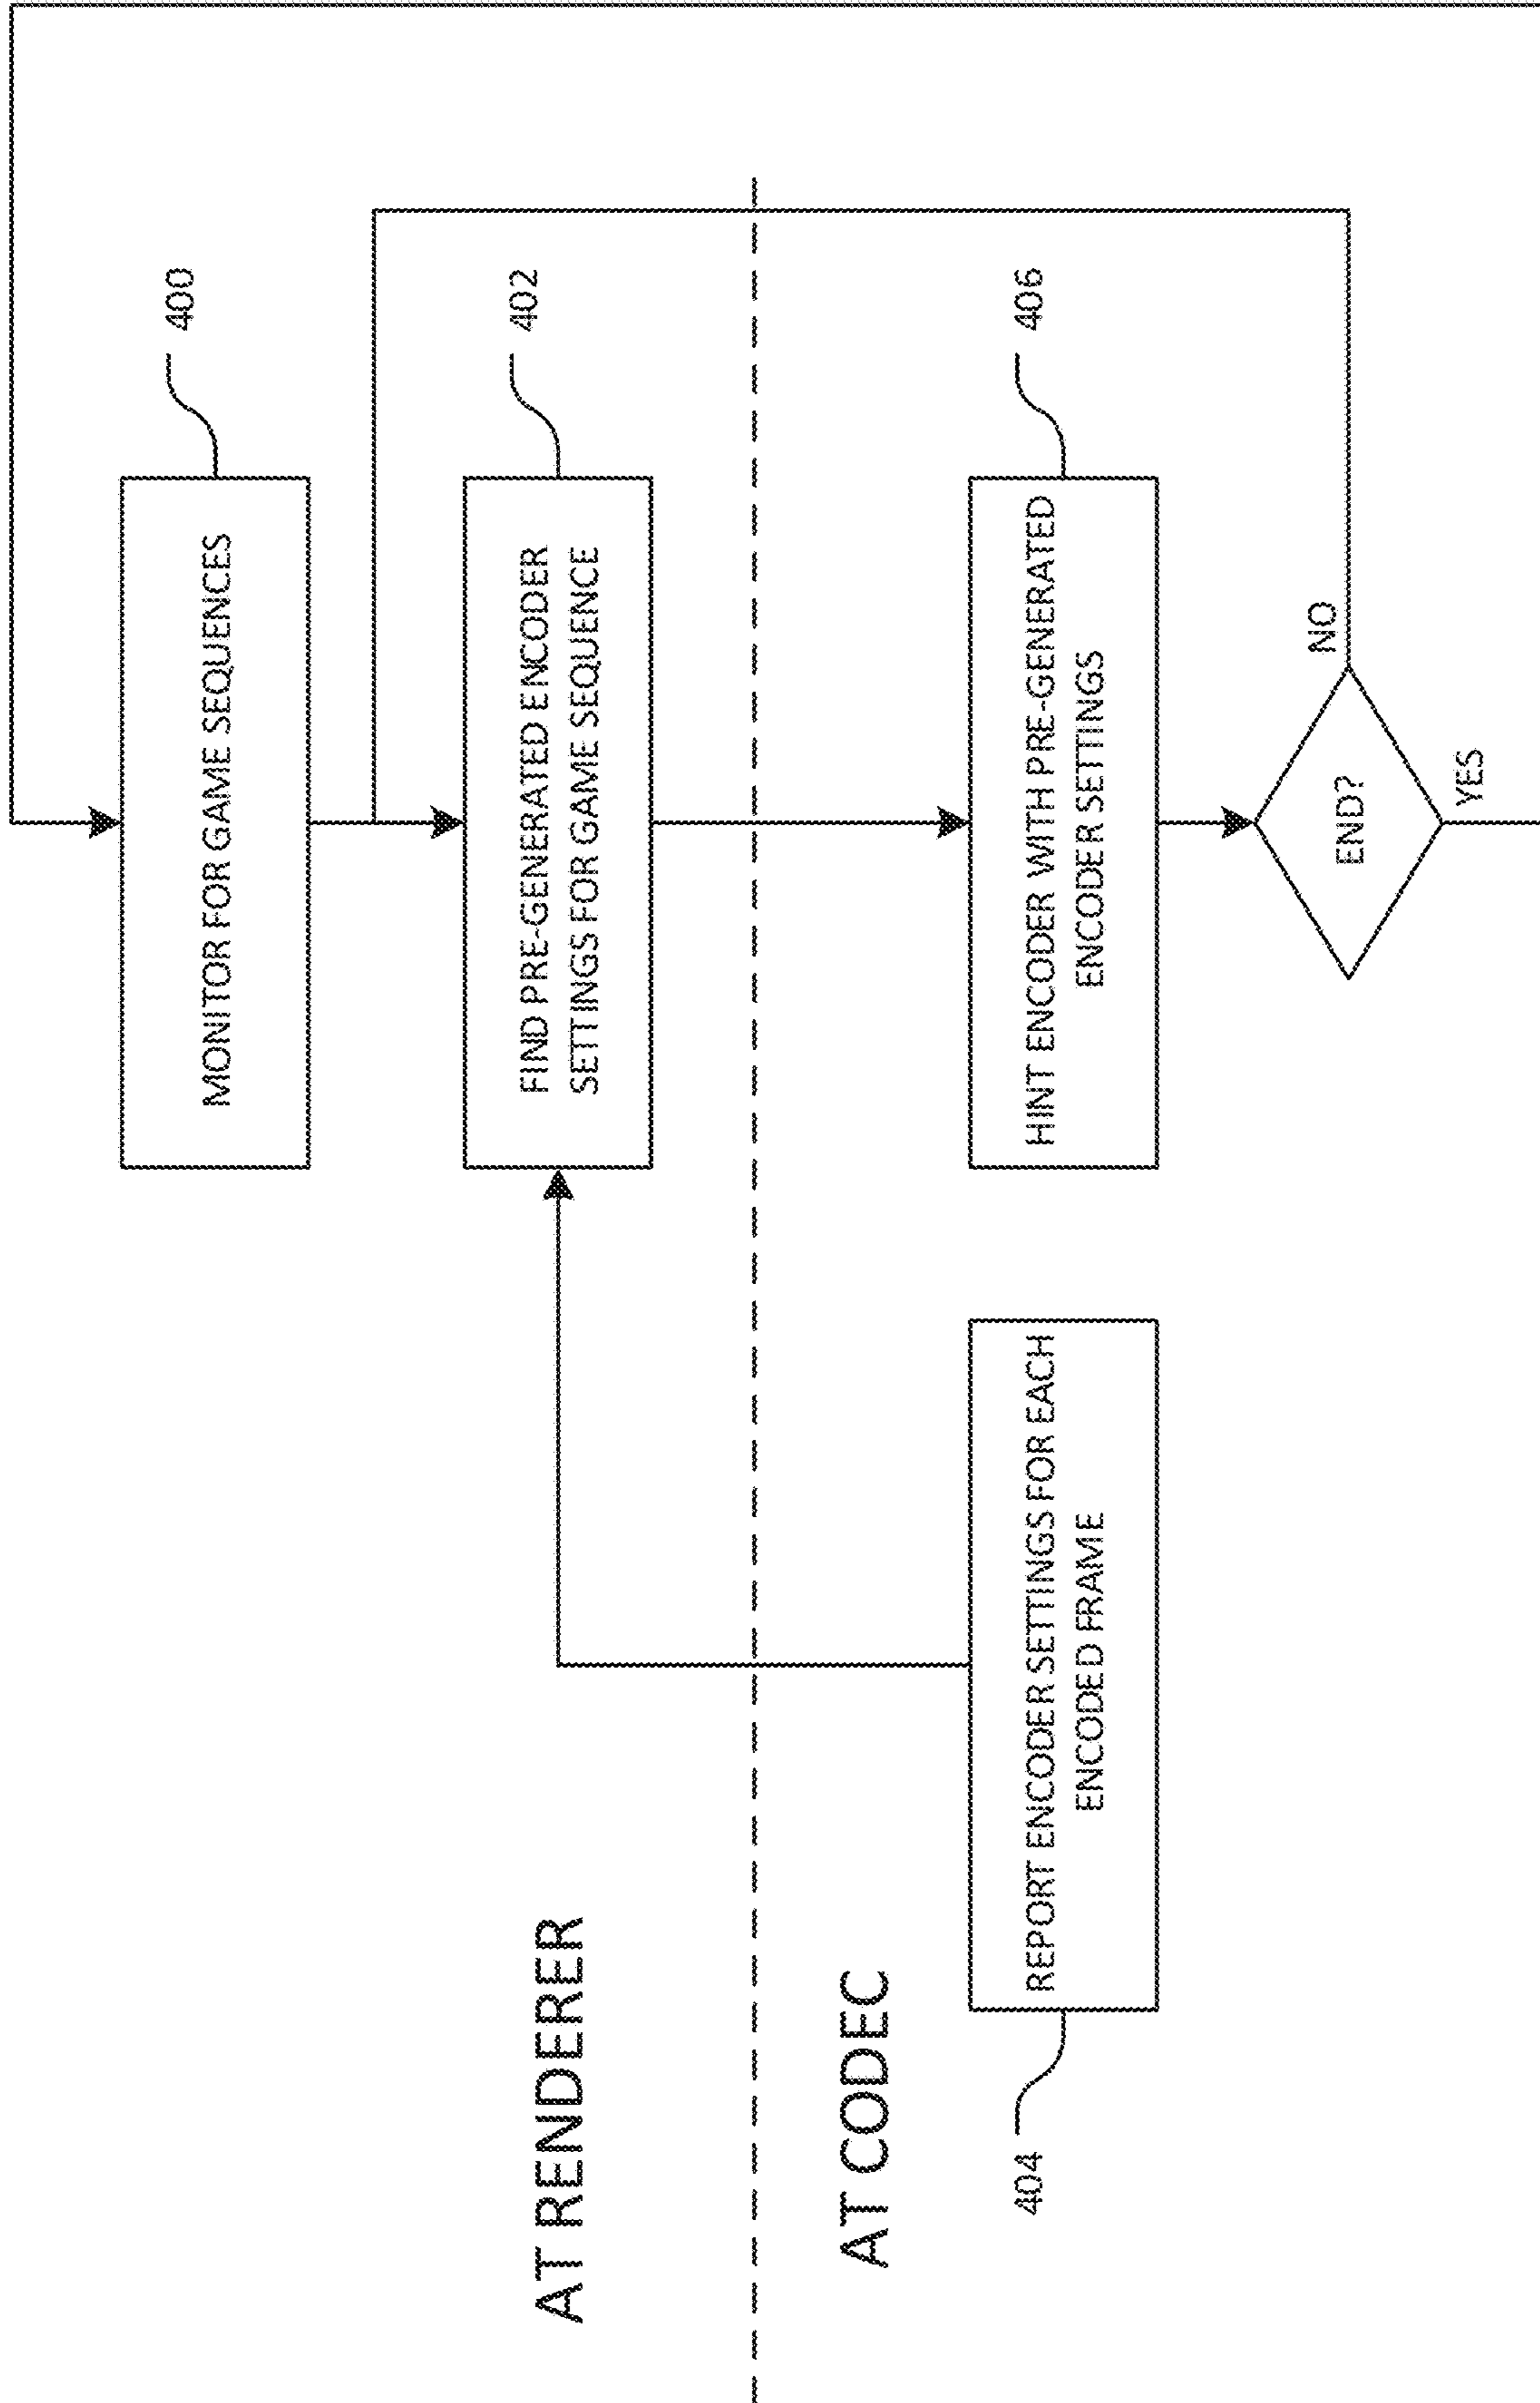 MONITOR FOR GAME SEQUENCES
400
AT RENDERER
FIND PRE-GENERATED ENCODER
SETTINGS FOR GAME SEQUENCE
402
AT CODEC
404
REPORT ENCODER SETTINGS FOR EACH
ENCODED FRAME
HINT ENCODER WITH PRE-GENERATED
ENCODER SETTINGS
406
END?
NO
YES